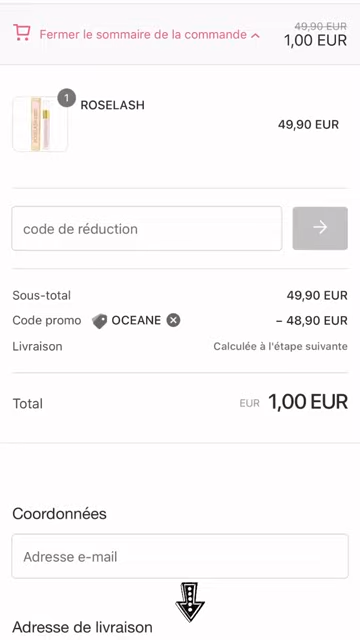 49,90 EUR
Fermer le sommaire de la commande
1,00 EUR
1
ROSELASH
49,90 EUR
code de réduction
Sous-total 49,90 EUR
Code promo OCEANE – 48,90 EUR
Livraison Calculée à l'étape suivante
Total EUR 1,00 EUR
Coordonnées
Adresse e-mail
Adresse de livraison